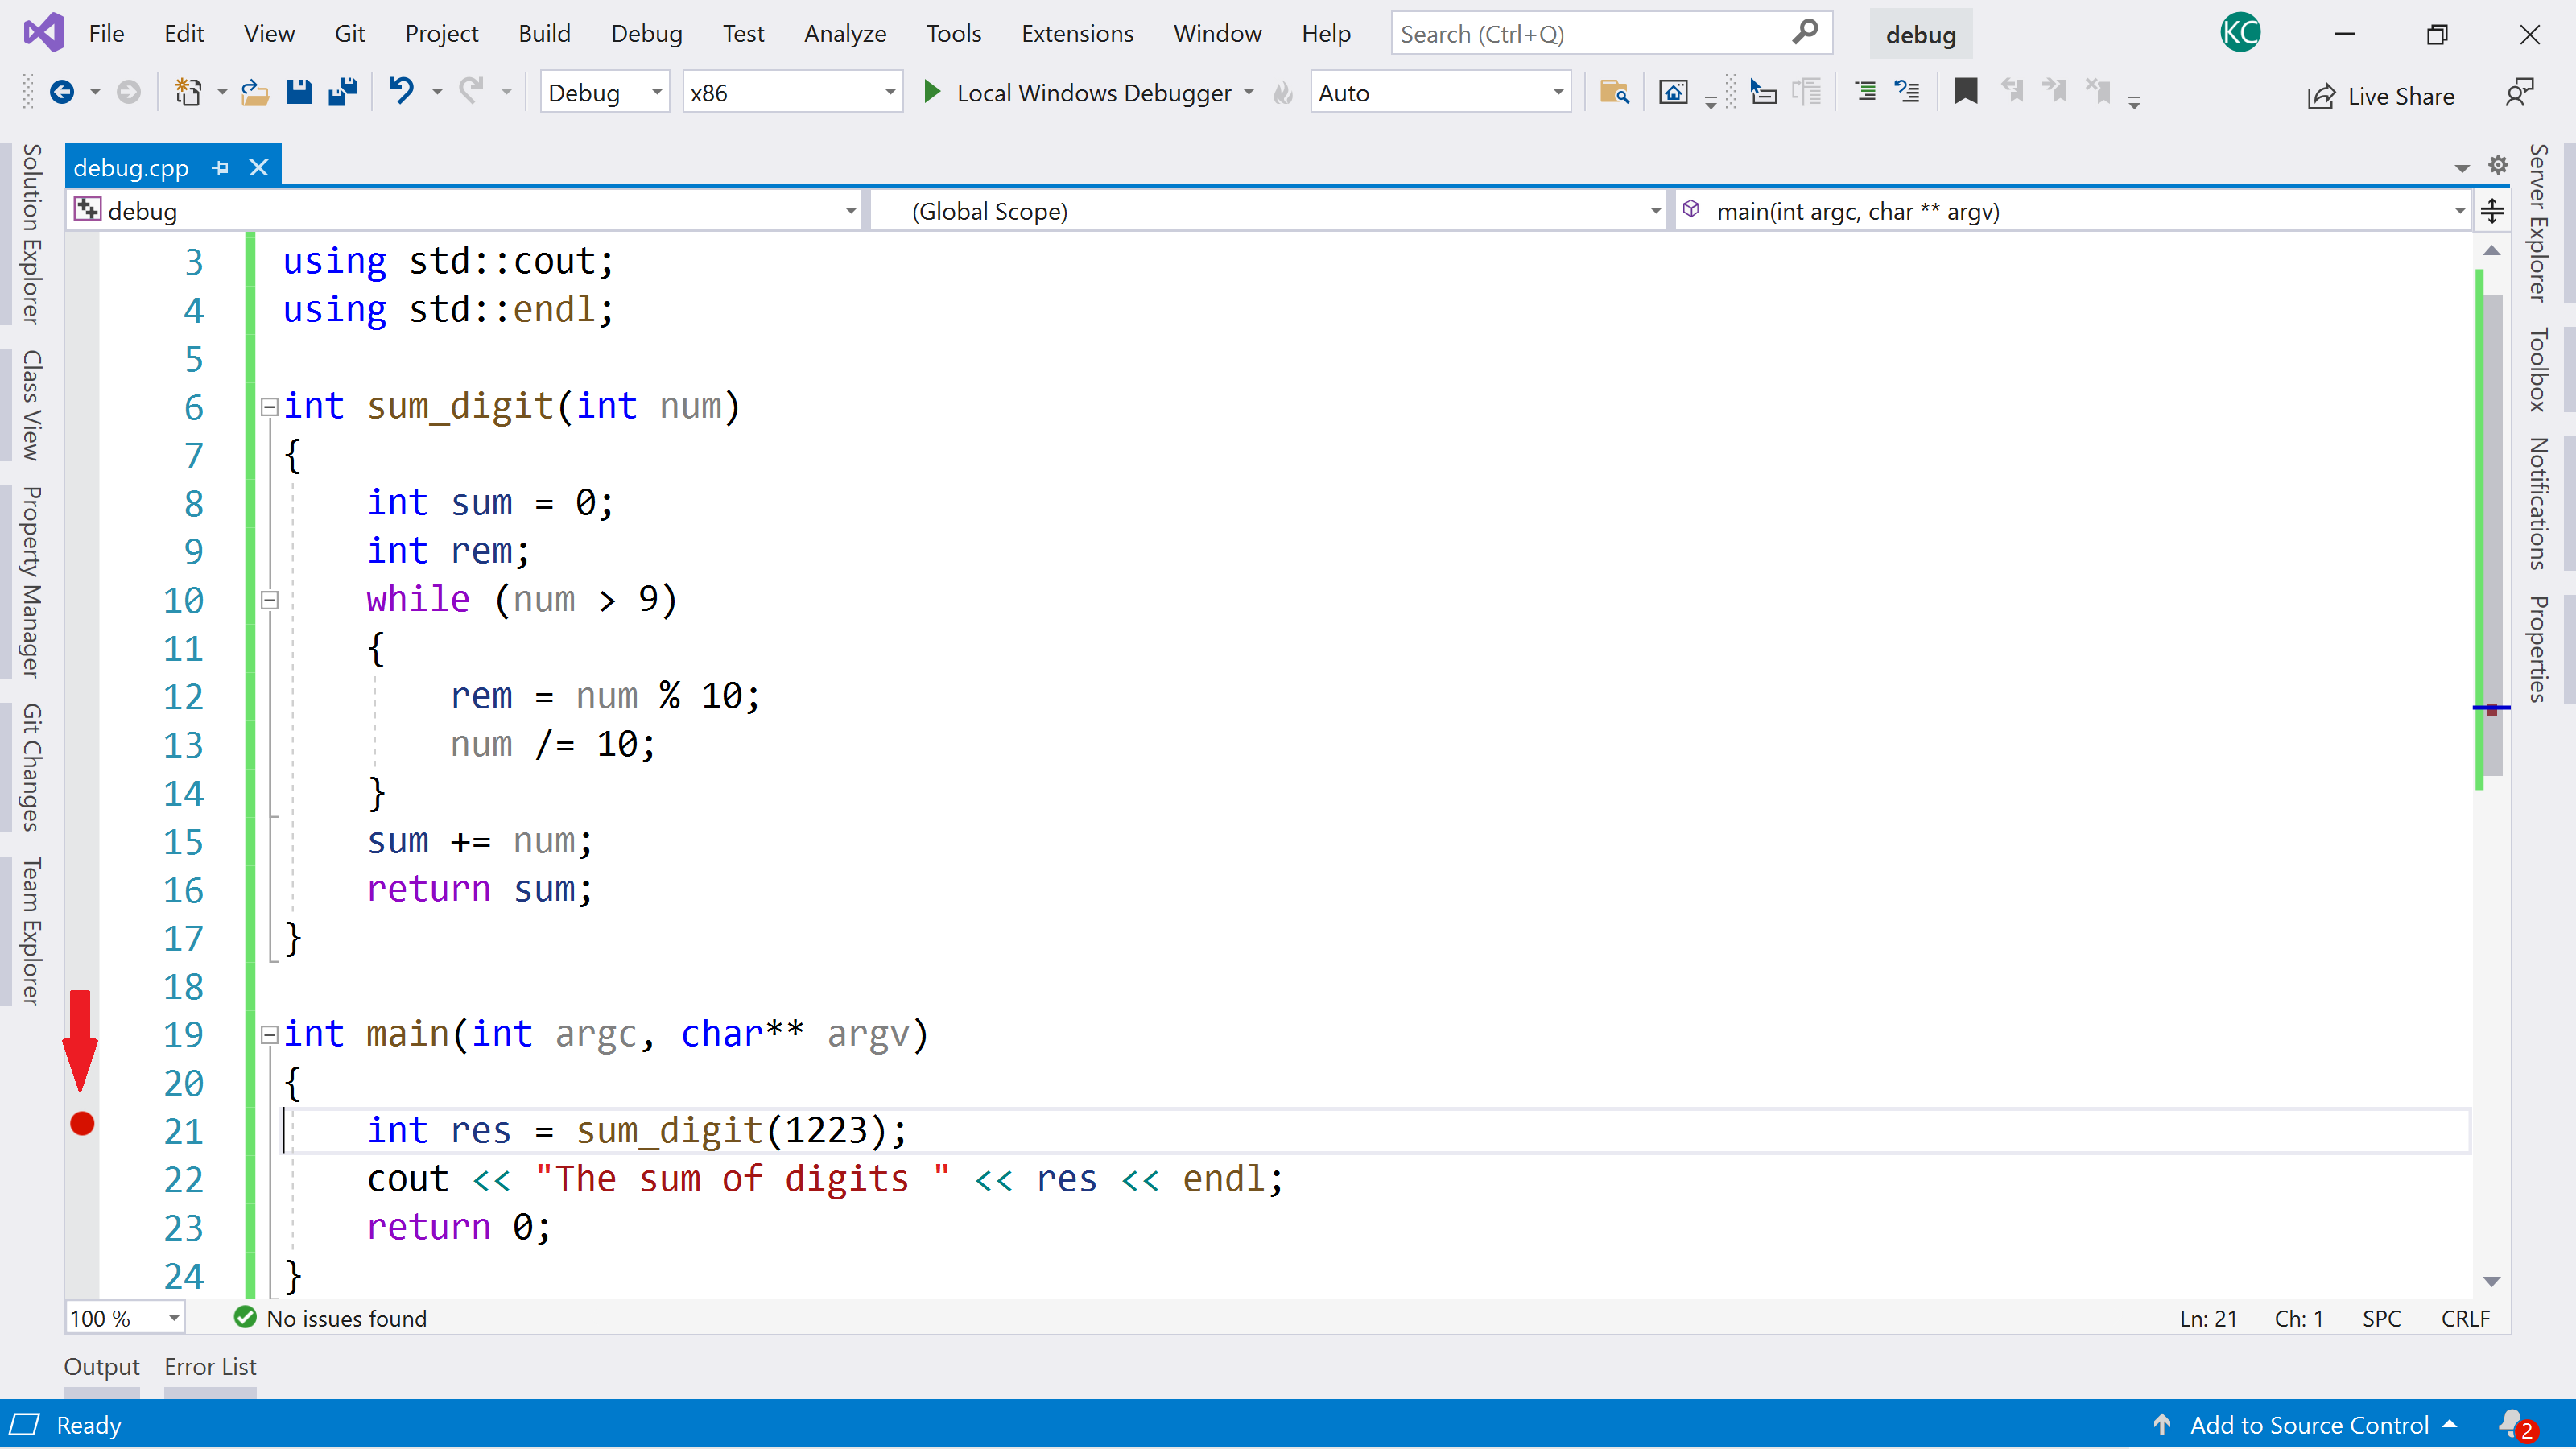 File Edit View Git Project Build Debug Test Analyze Tools Extensions Window Help Search (Ctrl+Q) debug KC
Debug x86 Local Windows Debugger Auto Live Share
debug.cpp
debug (Global Scope) main(int argc, char ** argv)
3 using std::cout;
4 using std::endl;
5
6 int sum_digit(int num)
7 {
8 int sum = 0;
9 int rem;
10 while (num > 9)
11 {
12 rem = num % 10;
13 num /= 10;
14 }
15 sum += num;
16 return sum;
17 }
18
19 int main(int argc, char** argv)
20 {
21 int res = sum_digit(1223);
22 cout << "The sum of digits " << res << endl;
23 return 0;
24 }
Solution Explorer
Class View
Property Manager
Git Changes
Team Explorer
Server Explorer
Toolbox
Notifications
Properties
100 % No issues found Ln: 21 Ch: 1 SPC CRLF
Output Error List
Ready Add to Source Control 2